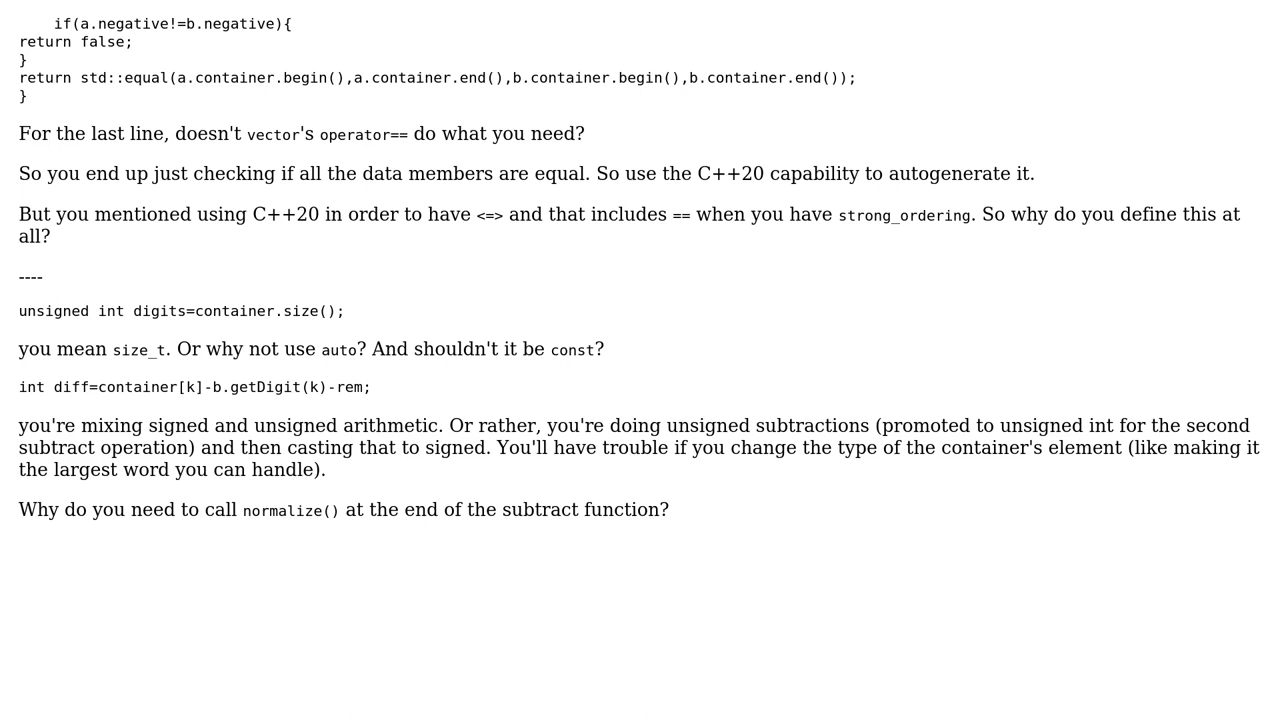 if(a.negative!=b.negative){
return false;
}
return std::equal(a.container.begin(),a.container.end(),b.container.begin(),b.container.end());
}
For the last line, doesn't vector's operator== do what you need?
So you end up just checking if all the data members are equal. So use the C++20 capability to autogenerate it.
But you mentioned using C++20 in order to have <=> and that includes == when you have strong_ordering. So why do you define this at
all?
----
unsigned int digits=container.size();
you mean size_t. Or why not use auto? And shouldn't it be const?
int diff=container[k]-b.getDigit(k)-rem;
you're mixing signed and unsigned arithmetic. Or rather, you're doing unsigned subtractions (promoted to unsigned int for the second
subtract operation) and then casting that to signed. You'll have trouble if you change the type of the container's element (like making it
the largest word you can handle).
Why do you need to call normalize() at the end of the subtract function?